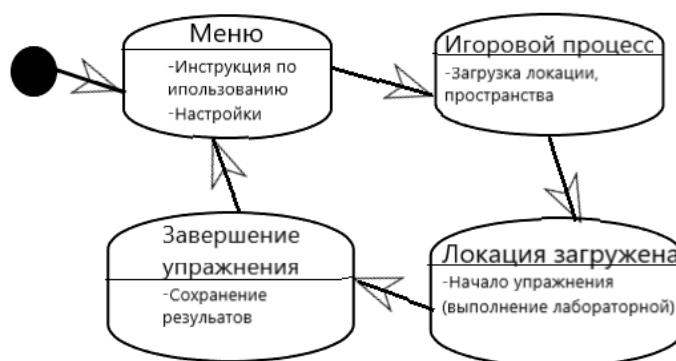 Меню
-Инструкция по
ипользованию
-Настройки
Игоровой процесс
-Загрузка локации,
пространства
Завершение
упражнения
-Сохранение
резульатов
Локация загружена
-Начало упражнения
(выполнение лабораторной)